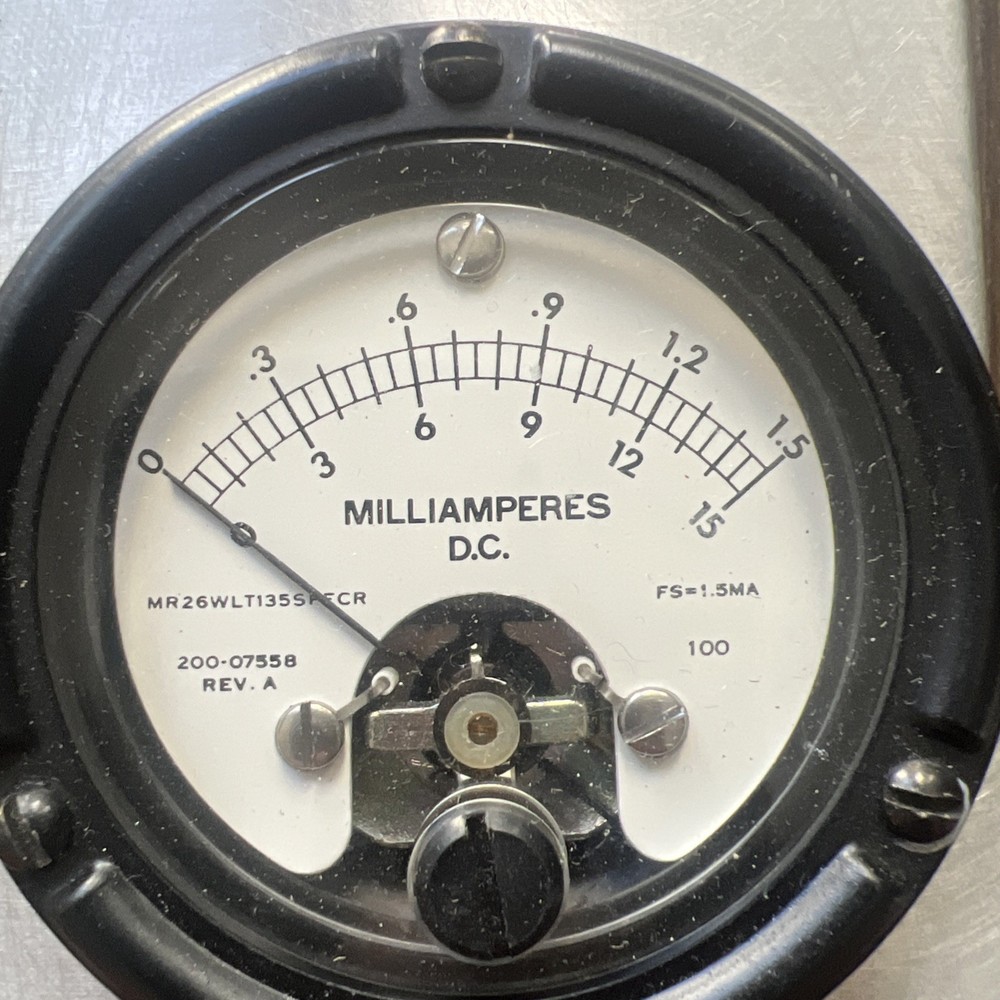 0 .3 .6 .9 1.2 1.5
0 3 6 9 12 15
MILLIAMPERES
D.C.
FS=1.5MA
200-07558
REV. A
100